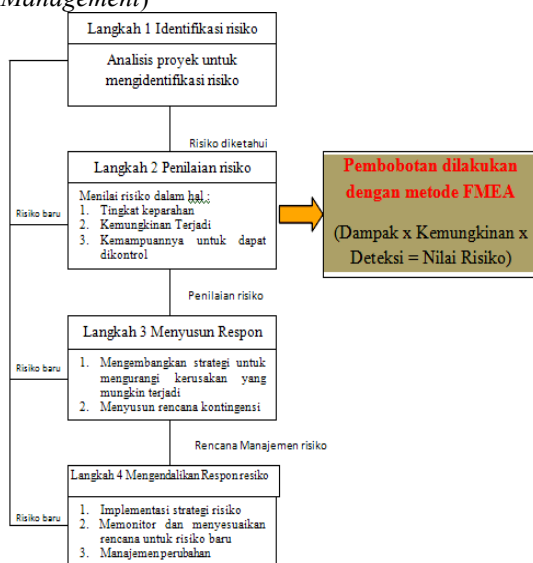 Management)
Langkah 1 Identifikasi risiko
Analisis proyek untuk
mengidentifikasi risiko
Risiko diketahui
Langkah 2 Penilaian risiko
Menilai risiko dalam hal :
1. Tingkat keparahan
2. Kemungkinan Terjadi
3. Kemampuannya untuk dapat
dikontrol
Risiko baru
Pembobotan dilakukan
dengan metode FMEA
(Dampak x Kemungkinan x
Deteksi = Nilai Risiko)
Penilaian risiko
Langkah 3 Menyusun Respon
1. Mengembangkan strategi untuk
mengurangi kerusakan yang
mungkin terjadi
2. Menyusun rencana kontingensi
Risiko baru
Rencana Manajemen risiko
Langkah 4 Mengendalikan Respon resiko
1. Implementasi strategi risiko
2. Memonitor dan menyesuaikan
rencana untuk risiko baru
3. Manajemen perubahan
Risiko baru